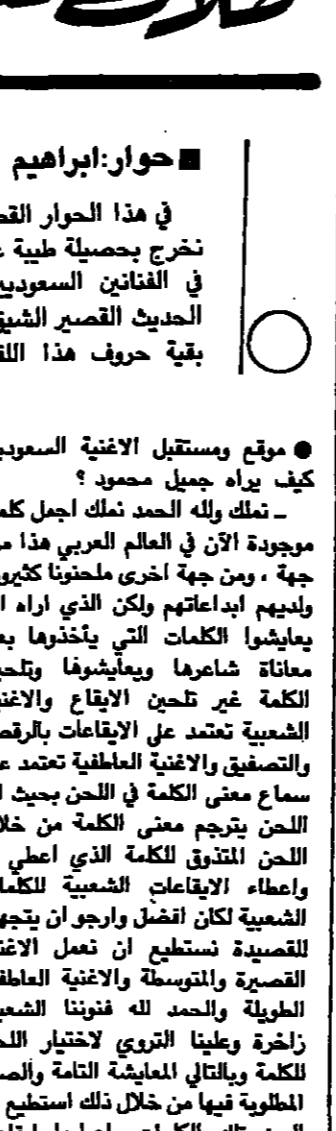 ■ حوار:ابراهيم
في هذا الحوار القص
نخرج بحصيلة طيبة ع
في الفنانين السعوديي
الحديث القصير الشيق
بقية حروف هذا اللق
● موقع ومستقبل الاغنية السعودي
كيف يراه جميل محمود ؟
ـ نملك ولله الحمد نملك اجمل كلم
موجودة الآن في العالم العربي هذا م
جهة ، ومن جهة اخرى ملحنونا كثيرو
ولديهم ابداعاتهم ولكن الذي اراه ا
يعايشوا الكلمات التي يأخذوها بع
معاناة شاعرها ويعايشوها وتلحي
الكلمة غير تلحين الايقاع والاغني
الشعبية تعتمد على الايقاعات بالرقص
والتصفيق والاغنية العاطفية تعتمد ع
سماع معنى الكلمة في اللحن بحيث ا
اللحن يترجم معنى الكلمة من خلا
اللحن المتذوق للكلمة الذي اعطي
واعطاء الايقاعات الشعبية للكلما
الشعبية لكان افضل وارجو ان يتجه
للقصيدة نستطيع ان نعمل الاغن
القصيرة والمتوسطة والاغنية العاطف
الطويلة والحمد لله فنوننا الشعب
زاخرة وعلينا التروي لاختيار اللح
للكلمة وبالتالي المعايشة التامة والص
المطلوبة فيها من خلال ذلك استطيع